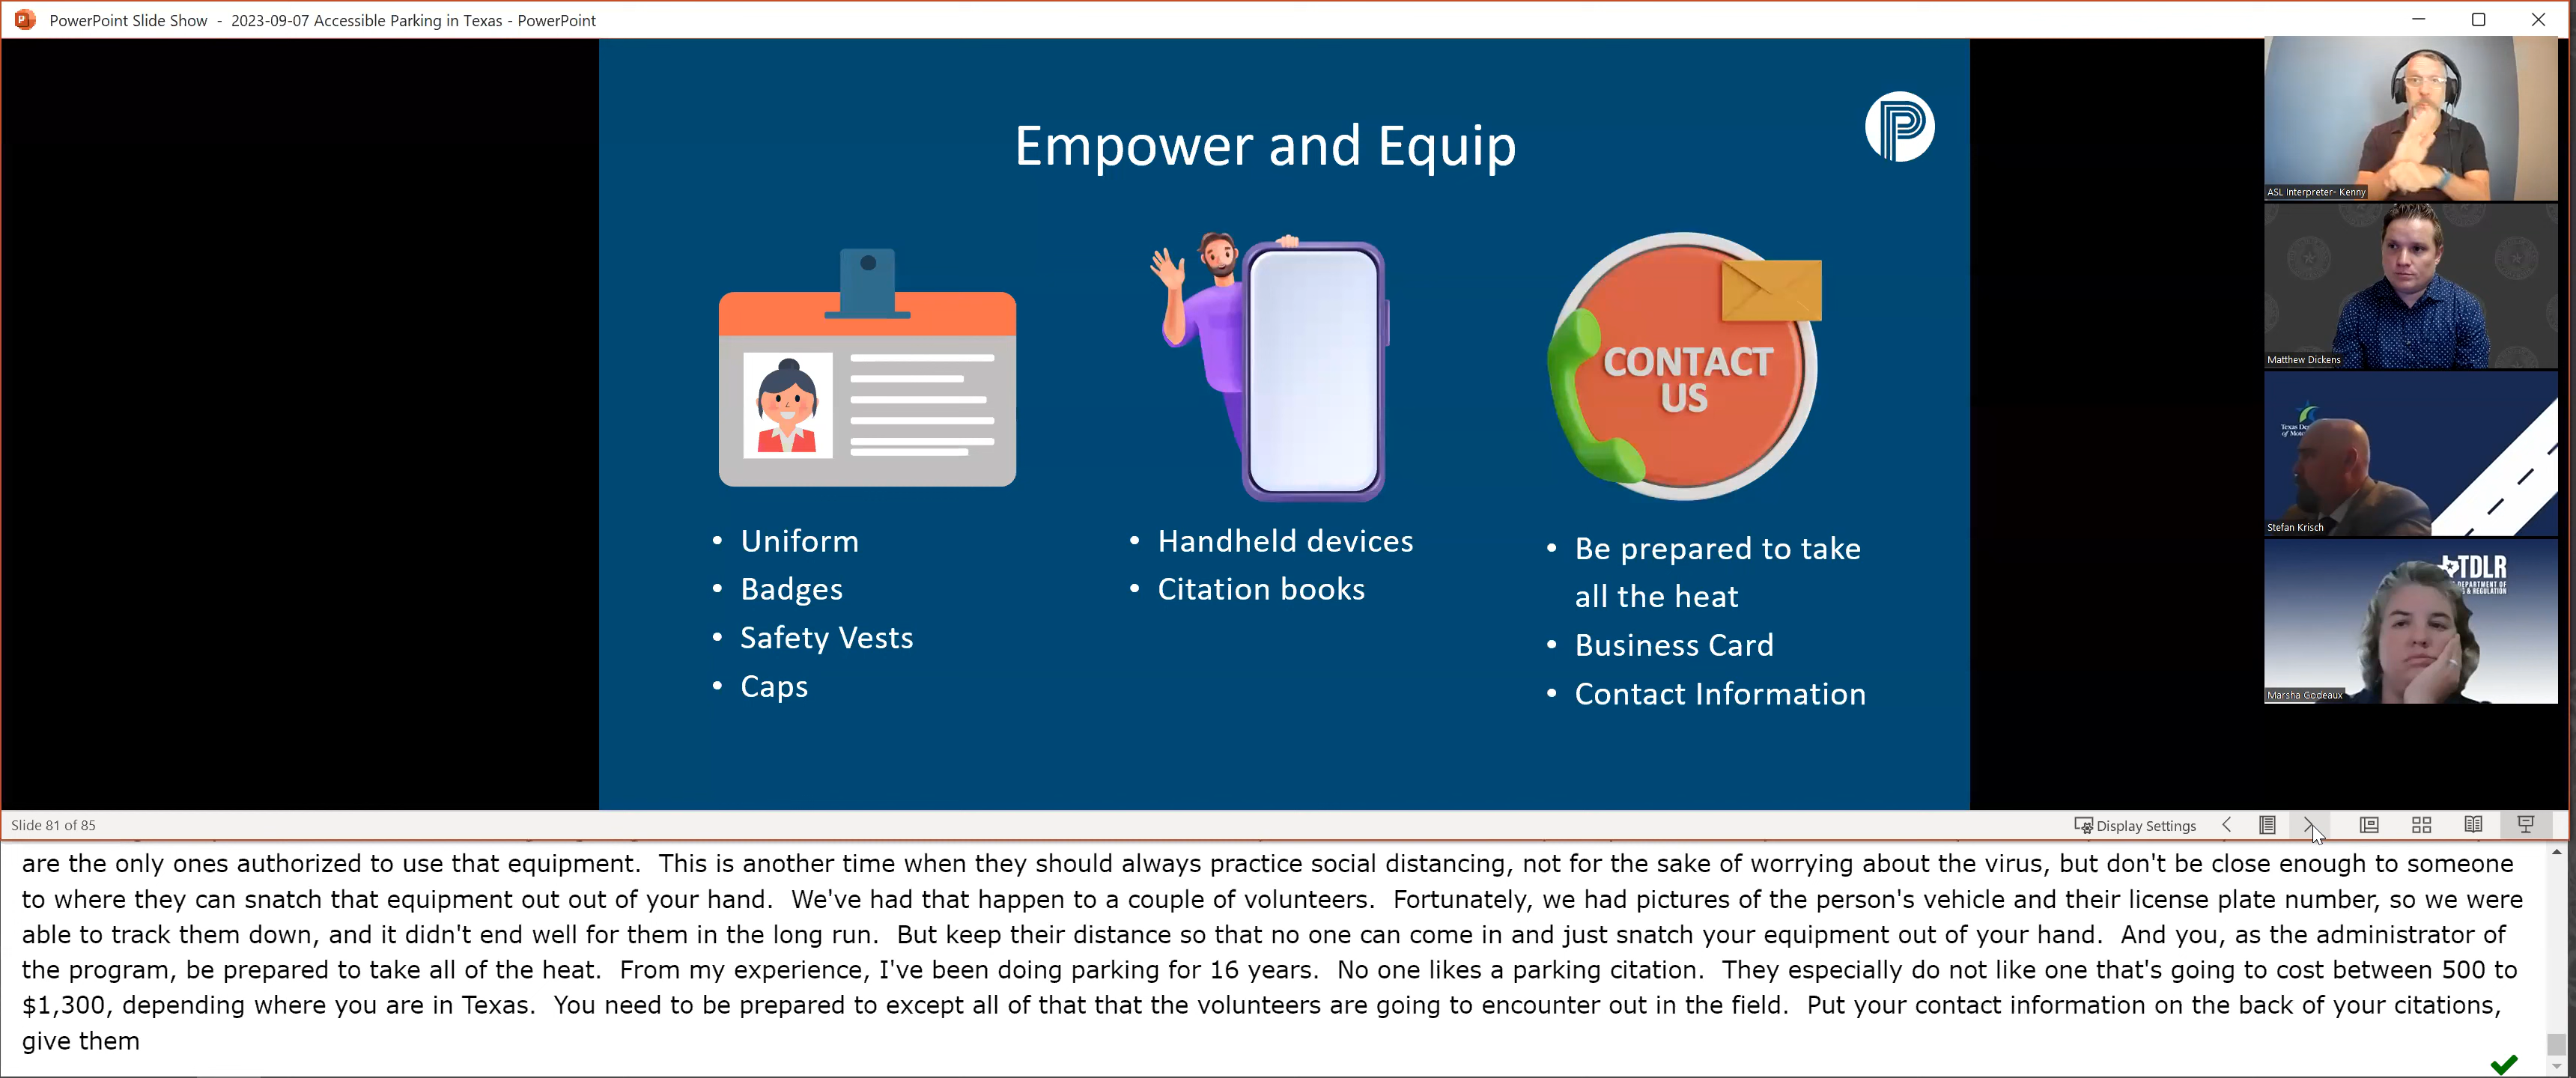 PowerPoint Slide Show - 2023-09-07 Accessible Parking in Texas - PowerPoint
Empower and Equip
CONTACT
US
• Uniform
• Badges
• Safety Vests
• Caps
• Handheld devices
• Citation books
• Be prepared to take
all the heat
• Business Card
• Contact Information
ASL Interpreter- Kenny
Matthew Dickens
Texas De
of Moto
Stefan Krisch
TDLR
DEPARTMENT OF
& REGULATION
Marsha Godeaux
Slide 81 of 85
Display Settings
are the only ones authorized to use that equipment.  This is another time when they should always practice social distancing, not for the sake of worrying about the virus, but don't be close enough to someone
to where they can snatch that equipment out out of your hand.  We've had that happen to a couple of volunteers.  Fortunately, we had pictures of the person's vehicle and their license plate number, so we were
able to track them down, and it didn't end well for them in the long run.  But keep their distance so that no one can come in and just snatch your equipment out of your hand.  And you, as the administrator of
the program, be prepared to take all of the heat.  From my experience, I've been doing parking for 16 years.  No one likes a parking citation.  They especially do not like one that's going to cost between 500 to
$1,300, depending where you are in Texas.  You need to be prepared to except all of that that the volunteers are going to encounter out in the field.  Put your contact information on the back of your citations,
give them